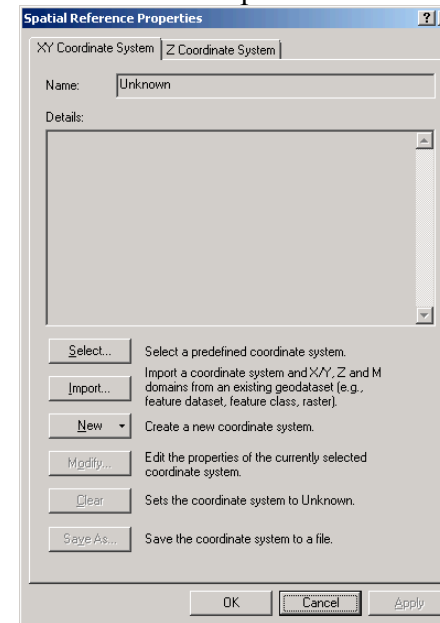 Spatial Reference Properties
?
XY Coordinate System
Z Coordinate System
Name:
Unknown
Details:
Select...
Select a predefined coordinate system.
Import...
Import a coordinate system and X/Y, Z and M
domains from an existing geodataset (e.g.,
feature dataset, feature class, raster).
New
Create a new coordinate system.
Modify...
Edit the properties of the currently selected
coordinate system.
Clear
Sets the coordinate system to Unknown.
Save As...
Save the coordinate system to a file.
OK
Cancel
Apply